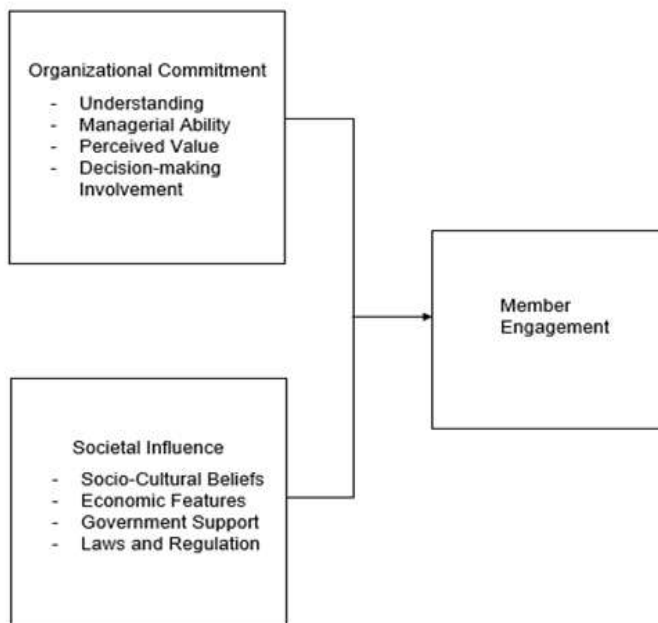 Organizational Commitment
- Understanding
- Managerial Ability
- Perceived Value
- Decision-making
Involvement
Member
Engagement
Societal Influence
- Socio-Cultural Beliefs
- Economic Features
- Government Support
- Laws and Regulation